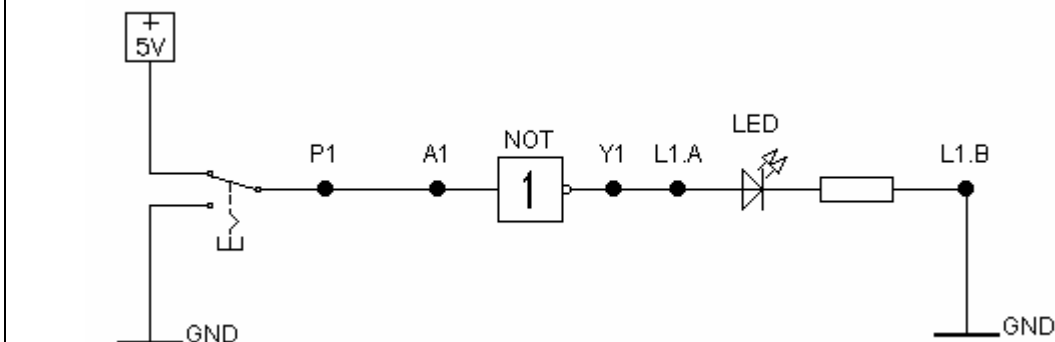 +
5V
P1
A1
NOT
1
Y1
L1.A
LED
L1.B
GND
GND